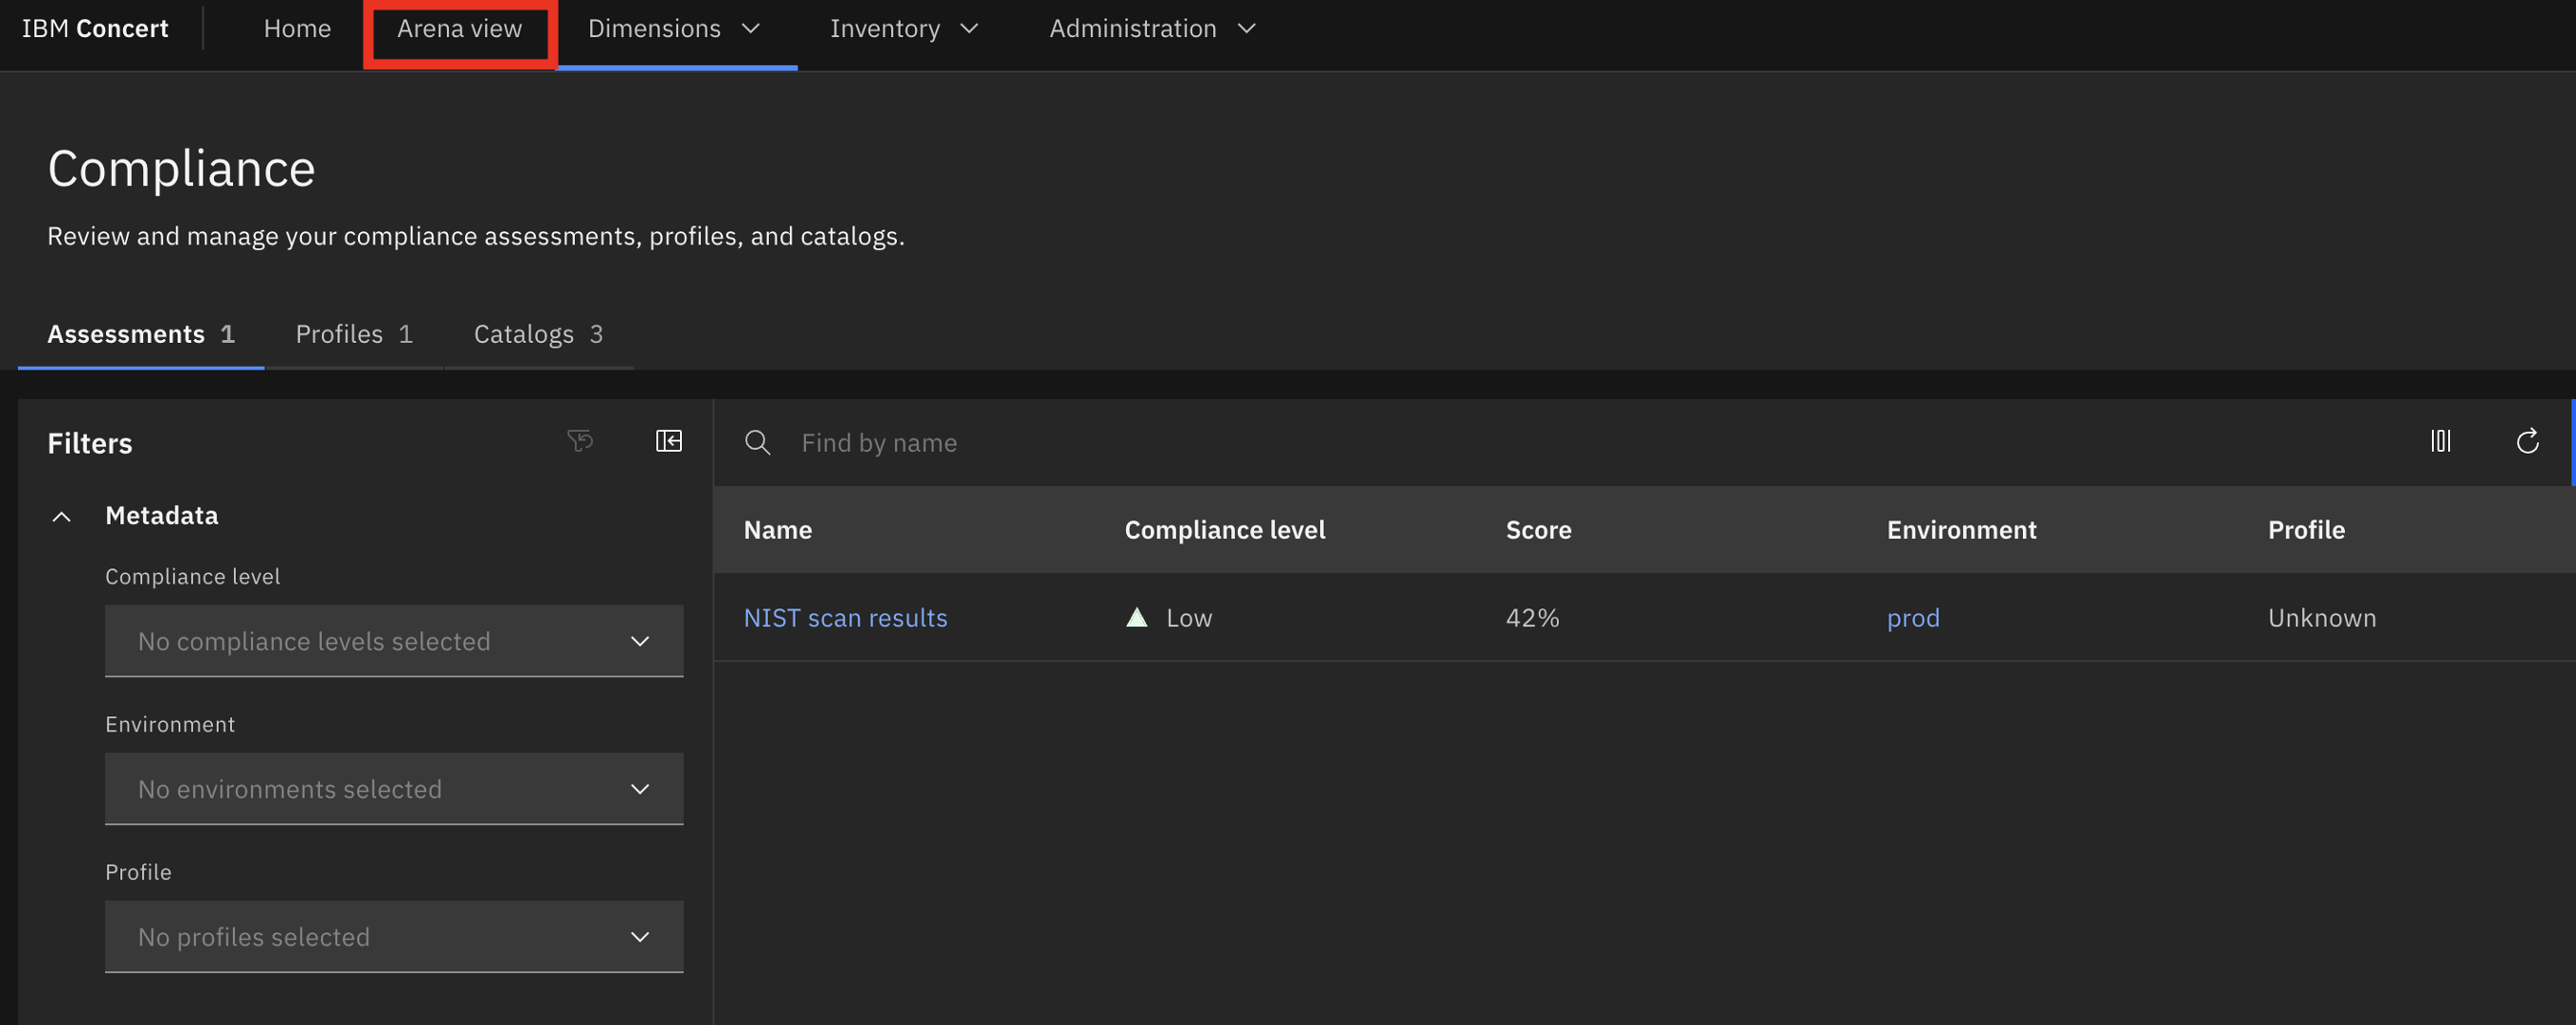 IBM Concert Home Arena view Dimensions Inventory Administration
Compliance
Review and manage your compliance assessments, profiles, and catalogs.
Assessments 1 Profiles 1 Catalogs 3
Filters
Find by name
Metadata
Compliance level
No compliance levels selected
Environment
No environments selected
Profile
No profiles selected
Name Compliance level Score Environment Profile
NIST scan results Low 42% prod Unknown